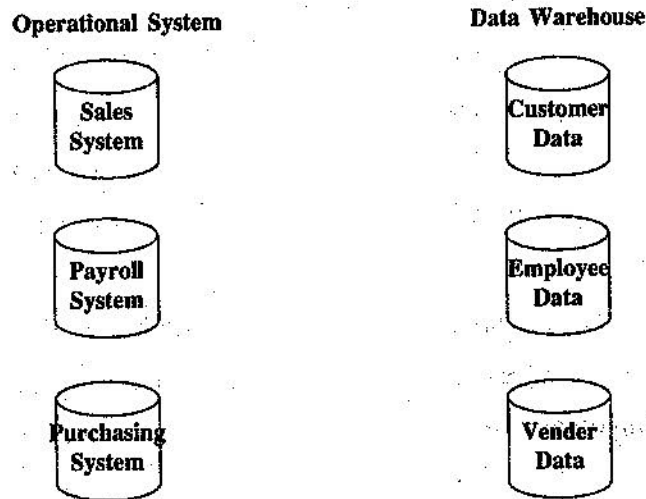 Operational System
Data Warehouse
Sales
System
Customer
Data
Payroll
System
Employee
Data
Purchasing
System
Vender
Data